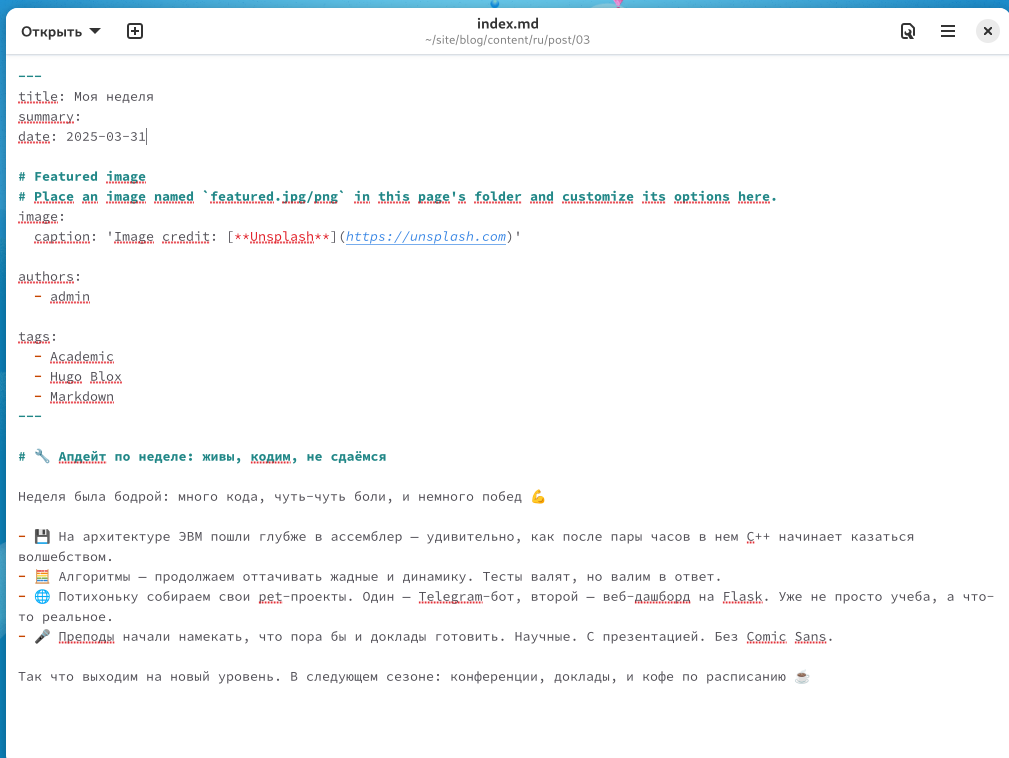 Открыть
index.md
~/site/blog/content/ru/post/03
---
title: Моя неделя
summary:
date: 2025-03-31
# Featured image
# Place an image named `featured.jpg/png` in this page's folder and customize its options here.
image:
  caption: 'Image credit: [**Unsplash**](https://unsplash.com)'
authors:
  - admin
tags:
  - Academic
  - Hugo Blox
  - Markdown
---
# 🔧 Апдейт по неделе: живы, кодим, не сдаёмся
Неделя была бодрой: много кода, чуть-чуть боли, и немного побед 💪
- 💾 На архитектуре ЭВМ пошли глубже в ассемблер — удивительно, как после пары часов в нем C++ начинает казаться
волшебством.
- 🧮 Алгоритмы — продолжаем оттачивать жадные и динамику. Тесты валят, но валим в ответ.
- 🌐 Потихоньку собираем свои pet-проекты. Один — Telegram-бот, второй — веб-дашборд на Flask. Уже не просто учеба, а что-
то реальное.
- 🎤 Преподы начали намекать, что пора бы и доклады готовить. Научные. С презентацией. Без Comic Sans.
Так что выходим на новый уровень. В следующем сезоне: конференции, доклады, и кофе по расписанию ☕